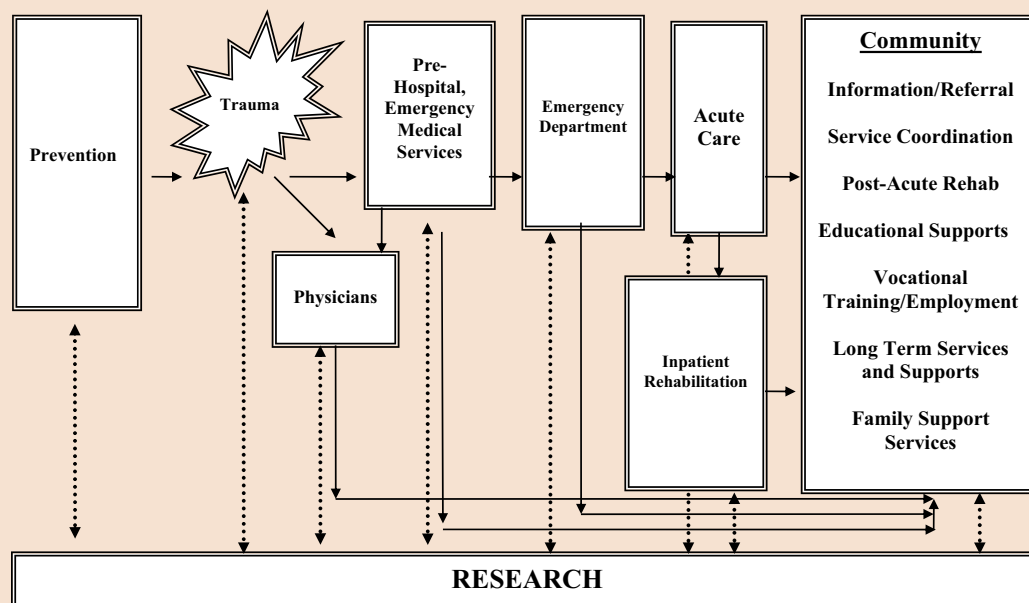 Prevention
Trauma
Pre-
Hospital,
Emergency
Medical
Services
Physicians
Emergency
Department
Acute
Care
Inpatient
Rehabilitation
Community
Information/Referral
Service Coordination
Post-Acute Rehab
Educational Supports
Vocational
Training/Employment
Long Term Services
and Supports
Family Support
Services
RESEARCH